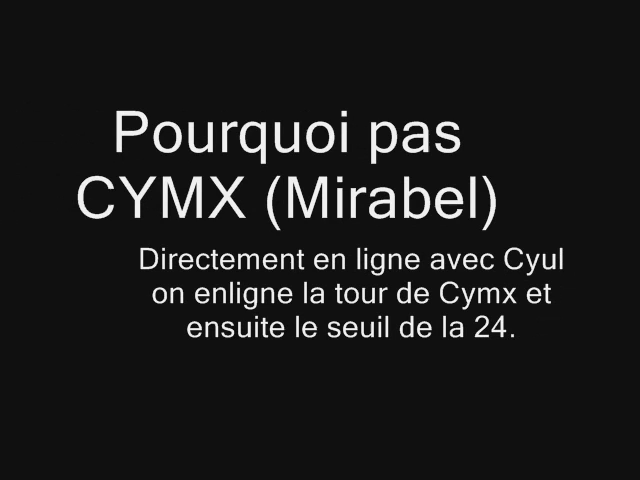 Pourquoi pas
CYMX (Mirabel)
Directement en ligne avec Cyul
on enligne la tour de Cymx et
ensuite le seuil de la 24.